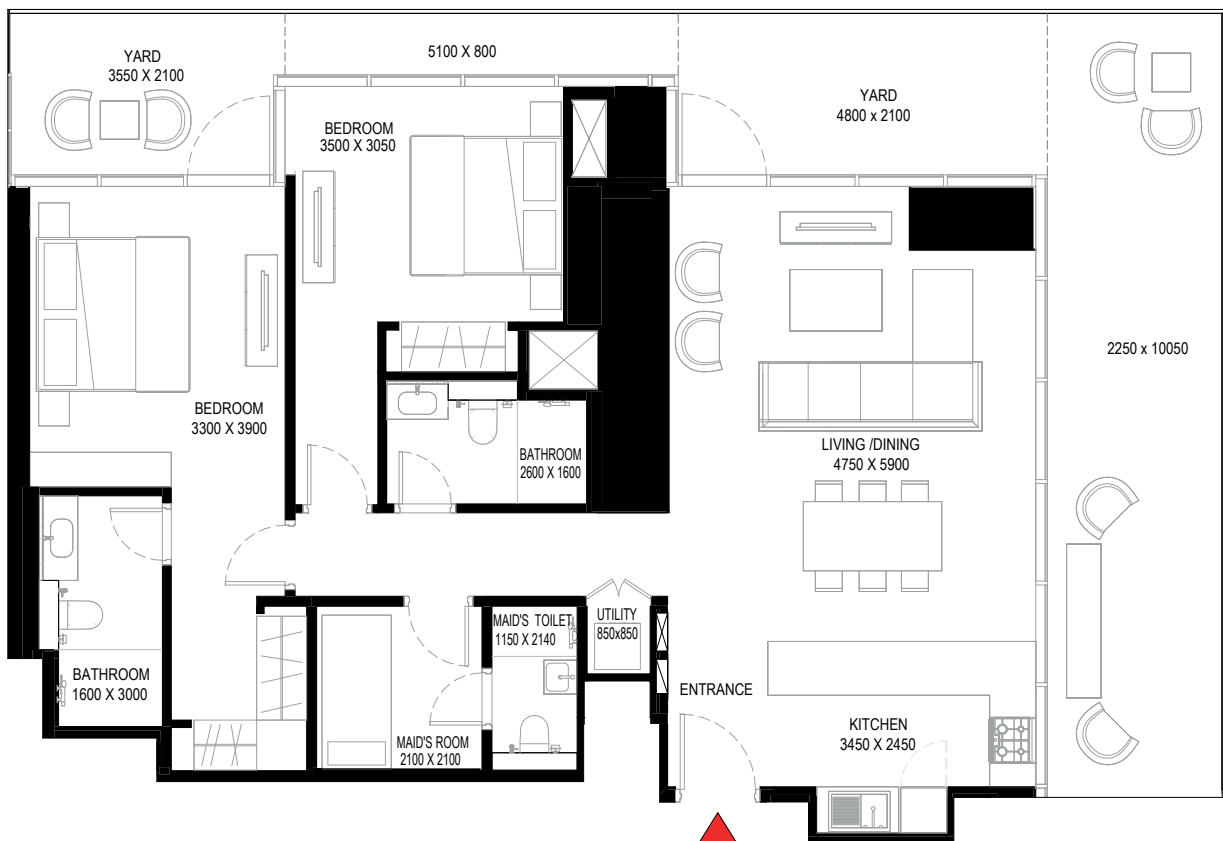 YARD
3550 X 2100
5100 X 800
YARD
4800 x 2100
BEDROOM
3500 X 3050
2250 x 10050
BEDROOM
3300 X 3900
LIVING /DINING
4750 X 5900
BATHROOM
2600 X 1600
MAID'S TOILET
1150 X 2140
UTILITY
850x850
BATHROOM
1600 X 3000
ENTRANCE
KITCHEN
3450 X 2450
MAID'S ROOM
2100 X 2100